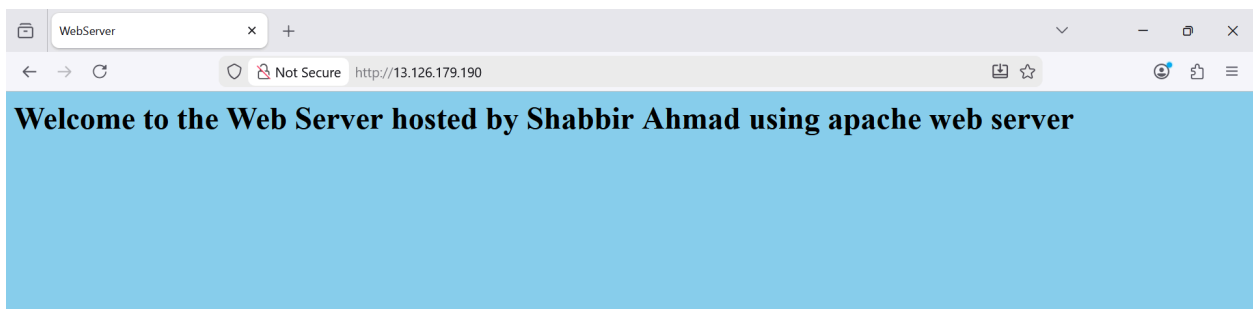 WebServer
Not Secure http://13.126.179.190
Welcome to the Web Server hosted by Shabbir Ahmad using apache web server